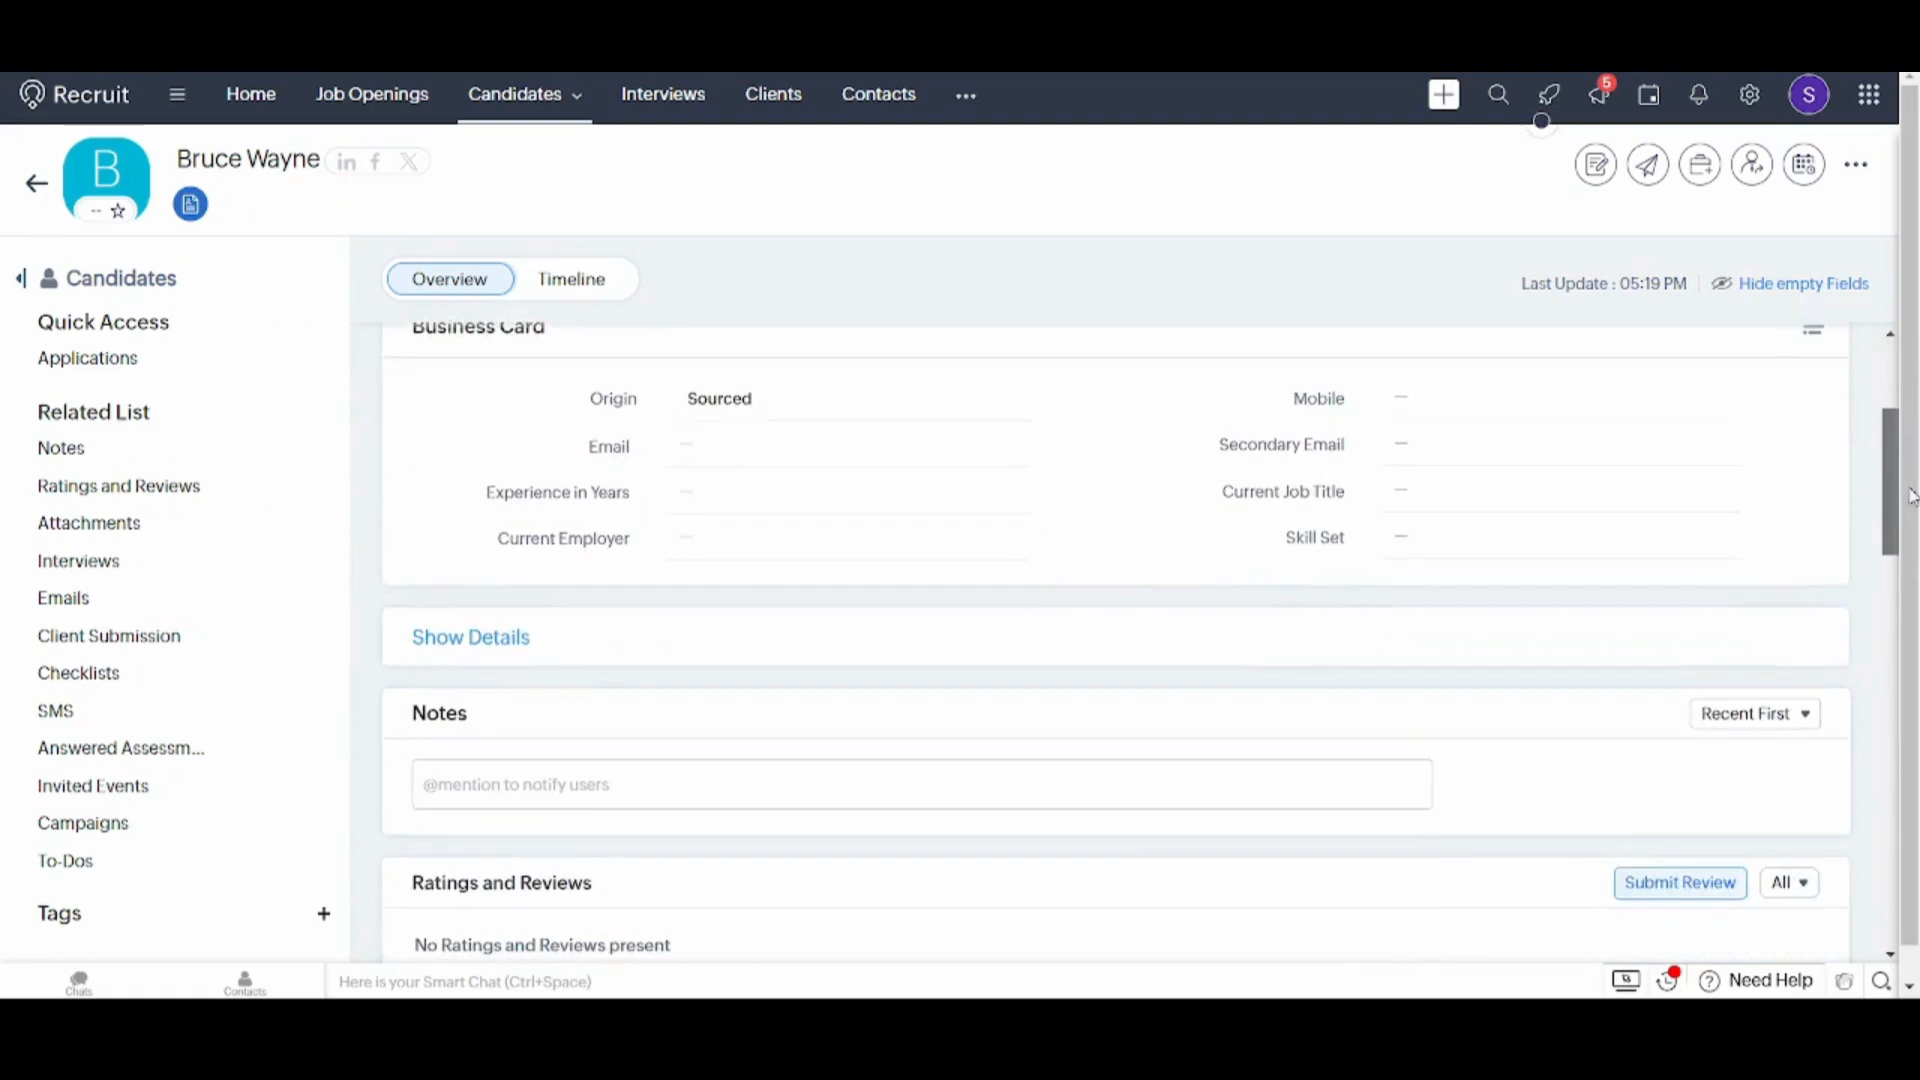 Recruit Home Job Openings Candidates Interviews Clients Contacts ... 5 S
B Bruce Wayne in f X
-- ☆
Candidates
Quick Access
Applications
Related List
Notes
Ratings and Reviews
Attachments
Interviews
Emails
Client Submission
Checklists
SMS
Answered Assessm...
Invited Events
Campaigns
To-Dos
Tags +
Overview Timeline Last Update : 05:19 PM Hide empty Fields
Business Card
Origin Sourced Mobile —
Email — Secondary Email —
Experience in Years — Current Job Title —
Current Employer — Skill Set —
Show Details
Notes Recent First
@mention to notify users
Ratings and Reviews Submit Review All
No Ratings and Reviews present
Chats Contacts Here is your Smart Chat (Ctrl+Space) Need Help